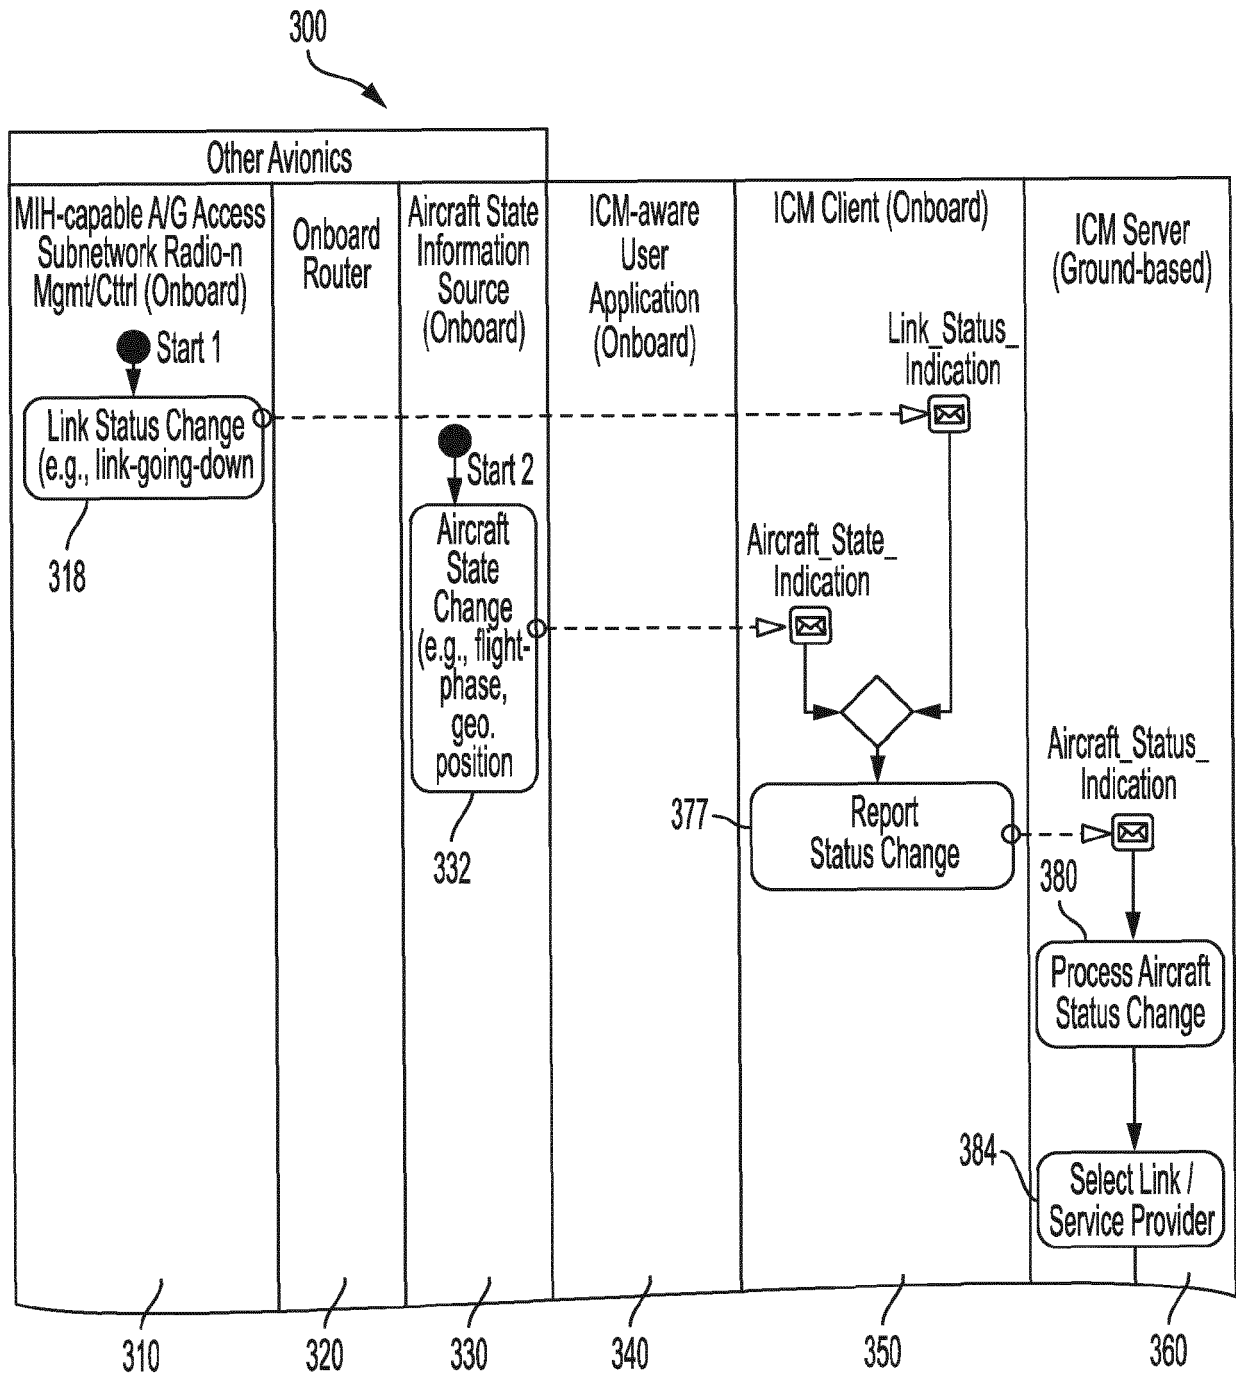 300
Other Avionics
MIH-capable A/G Access
Subnetwork Radio-n
Mgmt/Cttrl (Onboard)
Onboard
Router
Aircraft State
Information
Source
(Onboard)
ICM-aware
User
Application
(Onboard)
ICM Client (Onboard)
ICM Server
(Ground-based)
Start 1
Link Status Change
(e.g., link-going-down
318
Link_Status_
Indication
Start 2
Aircraft
State
Change
(e.g., flight-
phase,
geo.
position
332
Aircraft_State_
Indication
377
Report
Status Change
Aircraft_Status_
Indication
380
Process Aircraft
Status Change
384
Select Link /
Service Provider
310
320
330
340
350
360